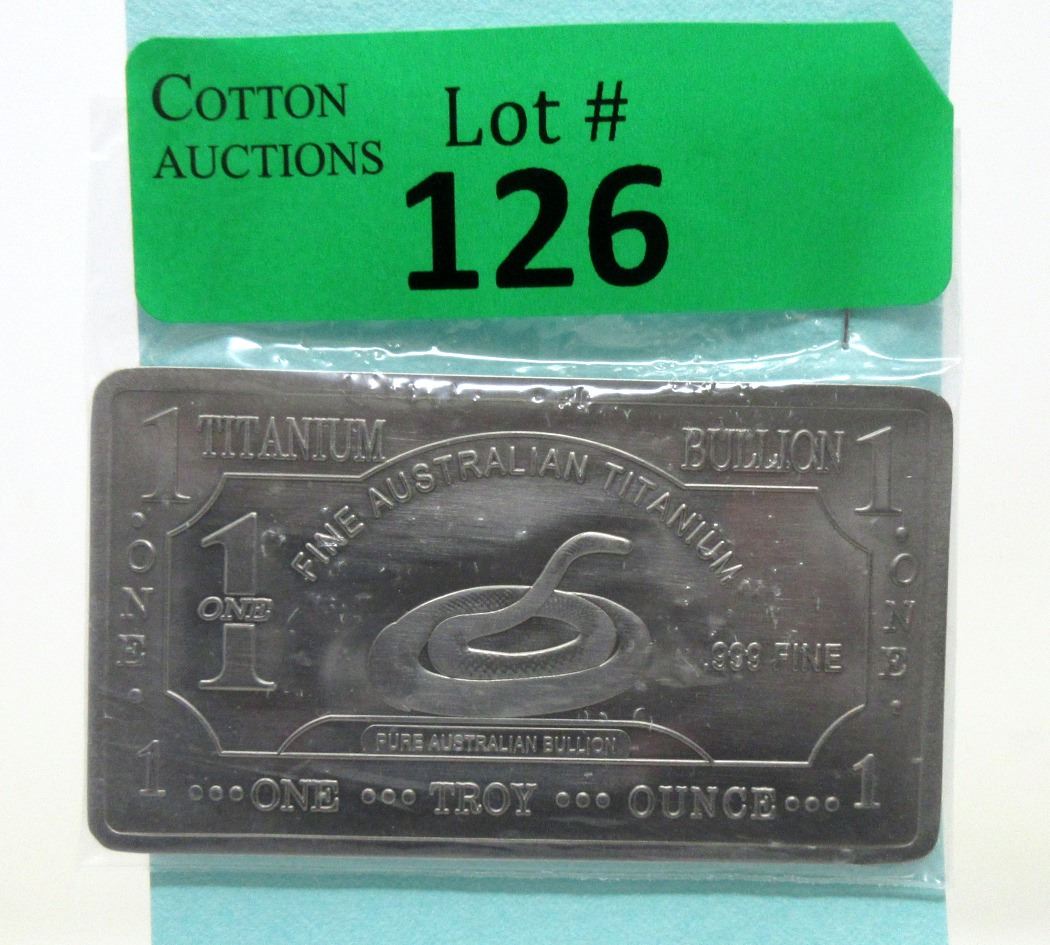 COTTON
AUCTIONS
Lot #
126
1 TITANIUM BULLION 1
FINE AUSTRALIAN TITANIUM
1
ONE
.999 FINE
·ONE·
·ONE·
PURE AUSTRALIAN BULLION
1 •••ONE ••• TROY ••• OUNCE••• 1